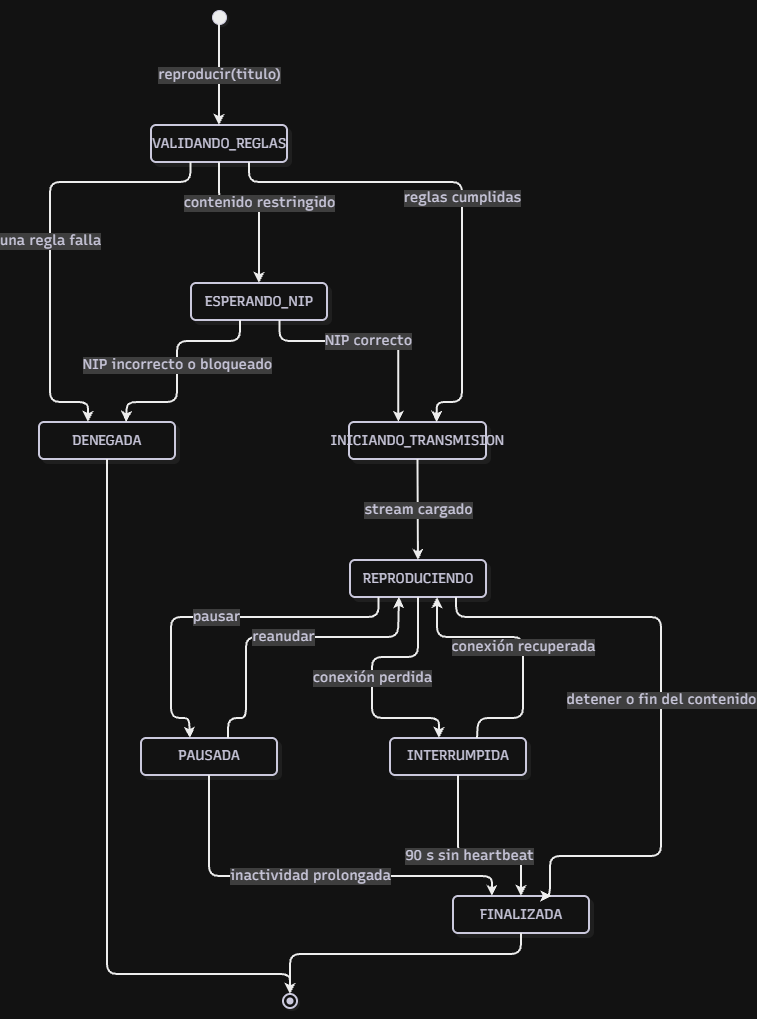 reproducir(titulo)
VALIDANDO_REGLAS
contenido restringido
reglas cumplidas
una regla falla
ESPERANDO_NIP
NIP correcto
NIP incorrecto o bloqueado
DENEGADA
INICIANDO_TRANSMISION
stream cargado
REPRODUCIENDO
pausar
reanudar
conexión recuperada
conexión perdida
detener o fin del contenido
PAUSADA
INTERRUMPIDA
90 s sin heartbeat
inactividad prolongada
FINALIZADA